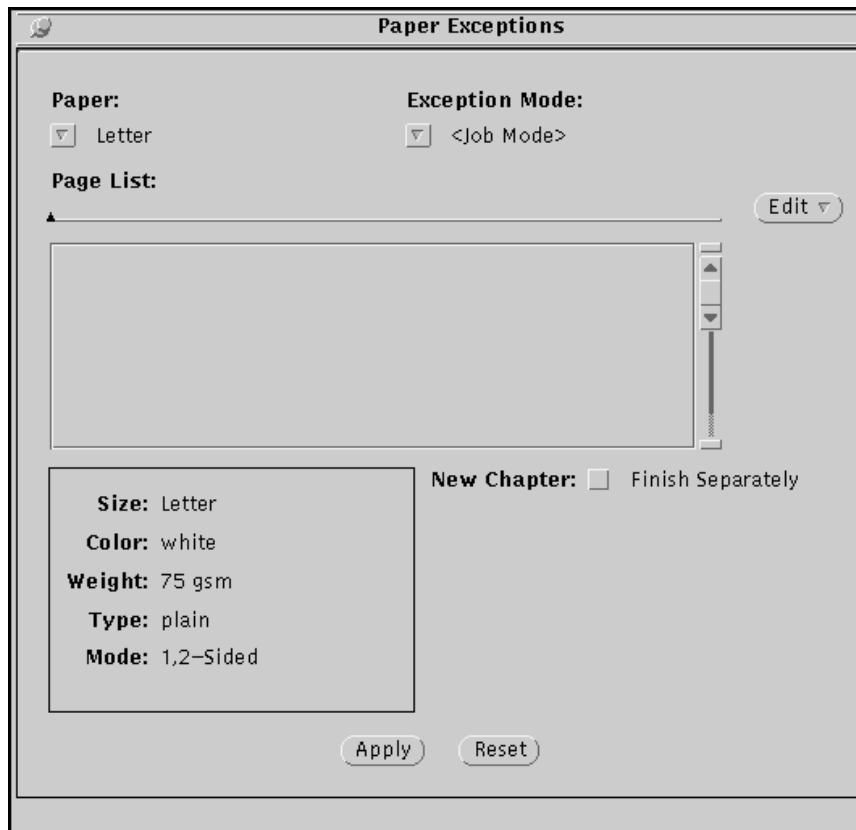 Paper Exceptions
Paper: Exception Mode:
Letter <Job Mode>
Page List:
Edit
New Chapter: Finish Separately
Size: Letter
Color: white
Weight: 75 gsm
Type: plain
Mode: 1,2-Sided
Apply Reset